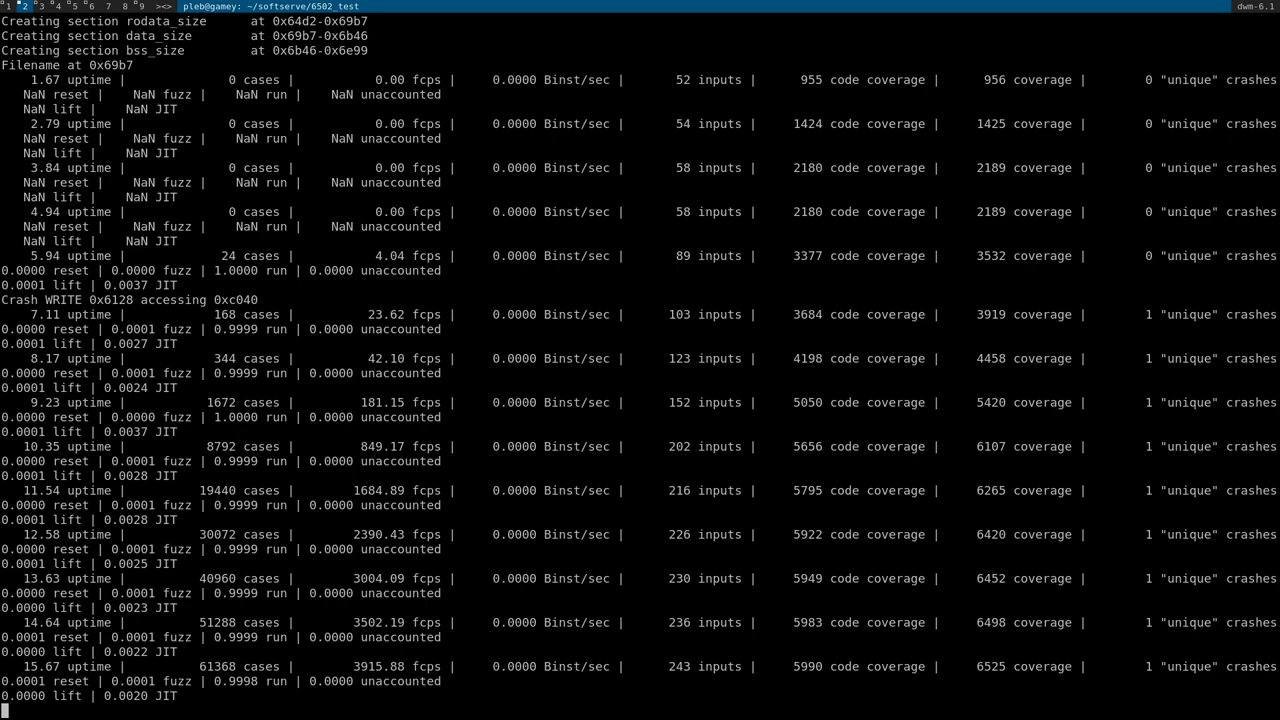 1 2 3 4 5 6 7 8 9 ><> pleb@gamey: ~/softserve/6502_test dwm-6.1
Creating section rodata_size at 0x64d2-0x69b7
Creating section data_size at 0x69b7-0x6b46
Creating section bss_size at 0x6b46-0x6e99
Filename at 0x69b7
1.67 uptime | 0 cases | 0.00 fcps | 0.0000 Binst/sec | 52 inputs | 955 code coverage | 956 coverage | 0 "unique" crashes
NaN reset | NaN fuzz | NaN run | NaN unaccounted
NaN lift | NaN JIT
2.79 uptime | 0 cases | 0.00 fcps | 0.0000 Binst/sec | 54 inputs | 1424 code coverage | 1425 coverage | 0 "unique" crashes
NaN reset | NaN fuzz | NaN run | NaN unaccounted
NaN lift | NaN JIT
3.84 uptime | 0 cases | 0.00 fcps | 0.0000 Binst/sec | 58 inputs | 2180 code coverage | 2189 coverage | 0 "unique" crashes
NaN reset | NaN fuzz | NaN run | NaN unaccounted
NaN lift | NaN JIT
4.94 uptime | 0 cases | 0.00 fcps | 0.0000 Binst/sec | 58 inputs | 2180 code coverage | 2189 coverage | 0 "unique" crashes
NaN reset | NaN fuzz | NaN run | NaN unaccounted
NaN lift | NaN JIT
5.94 uptime | 24 cases | 4.04 fcps | 0.0000 Binst/sec | 89 inputs | 3377 code coverage | 3532 coverage | 0 "unique" crashes
0.0000 reset | 0.0000 fuzz | 1.0000 run | 0.0000 unaccounted
0.0001 lift | 0.0037 JIT
Crash WRITE 0x6128 accessing 0xc040
7.11 uptime | 168 cases | 23.62 fcps | 0.0000 Binst/sec | 103 inputs | 3684 code coverage | 3919 coverage | 1 "unique" crashes
0.0000 reset | 0.0001 fuzz | 0.9999 run | 0.0000 unaccounted
0.0001 lift | 0.0027 JIT
8.17 uptime | 344 cases | 42.10 fcps | 0.0000 Binst/sec | 123 inputs | 4198 code coverage | 4458 coverage | 1 "unique" crashes
0.0000 reset | 0.0001 fuzz | 0.9999 run | 0.0000 unaccounted
0.0001 lift | 0.0024 JIT
9.23 uptime | 1672 cases | 181.15 fcps | 0.0000 Binst/sec | 152 inputs | 5050 code coverage | 5420 coverage | 1 "unique" crashes
0.0000 reset | 0.0000 fuzz | 1.0000 run | 0.0000 unaccounted
0.0001 lift | 0.0037 JIT
10.35 uptime | 8792 cases | 849.17 fcps | 0.0000 Binst/sec | 202 inputs | 5656 code coverage | 6107 coverage | 1 "unique" crashes
0.0000 reset | 0.0001 fuzz | 0.9999 run | 0.0000 unaccounted
0.0001 lift | 0.0028 JIT
11.54 uptime | 19440 cases | 1684.89 fcps | 0.0000 Binst/sec | 216 inputs | 5795 code coverage | 6265 coverage | 1 "unique" crashes
0.0000 reset | 0.0001 fuzz | 0.9999 run | 0.0000 unaccounted
0.0001 lift | 0.0028 JIT
12.58 uptime | 30072 cases | 2390.43 fcps | 0.0000 Binst/sec | 226 inputs | 5922 code coverage | 6420 coverage | 1 "unique" crashes
0.0000 reset | 0.0001 fuzz | 0.9999 run | 0.0000 unaccounted
0.0001 lift | 0.0025 JIT
13.63 uptime | 40960 cases | 3004.09 fcps | 0.0000 Binst/sec | 230 inputs | 5949 code coverage | 6452 coverage | 1 "unique" crashes
0.0000 reset | 0.0001 fuzz | 0.9999 run | 0.0000 unaccounted
0.0000 lift | 0.0023 JIT
14.64 uptime | 51288 cases | 3502.19 fcps | 0.0000 Binst/sec | 236 inputs | 5983 code coverage | 6498 coverage | 1 "unique" crashes
0.0001 reset | 0.0001 fuzz | 0.9999 run | 0.0000 unaccounted
0.0000 lift | 0.0022 JIT
15.67 uptime | 61368 cases | 3915.88 fcps | 0.0000 Binst/sec | 243 inputs | 5990 code coverage | 6525 coverage | 1 "unique" crashes
0.0001 reset | 0.0001 fuzz | 0.9998 run | 0.0000 unaccounted
0.0000 lift | 0.0020 JIT